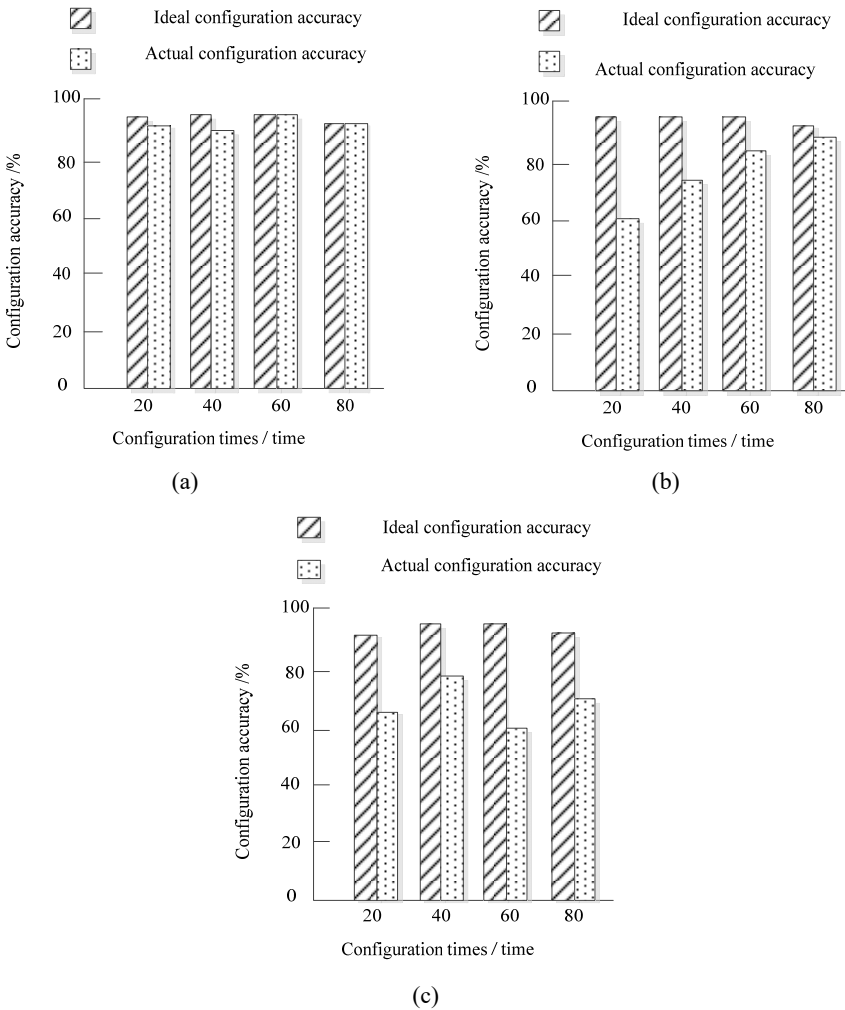 Ideal configuration accuracy
Actual configuration accuracy
100
80
60
40
20
0
Configuration accuracy /%
20 40 60 80
Configuration times / time
(a)
Ideal configuration accuracy
Actual configuration accuracy
100
80
60
40
20
0
Configuration accuracy /%
20 40 60 80
Configuration times / time
(b)
Ideal configuration accuracy
Actual configuration accuracy
100
80
60
40
20
0
Configuration accuracy /%
20 40 60 80
Configuration times / time
(c)